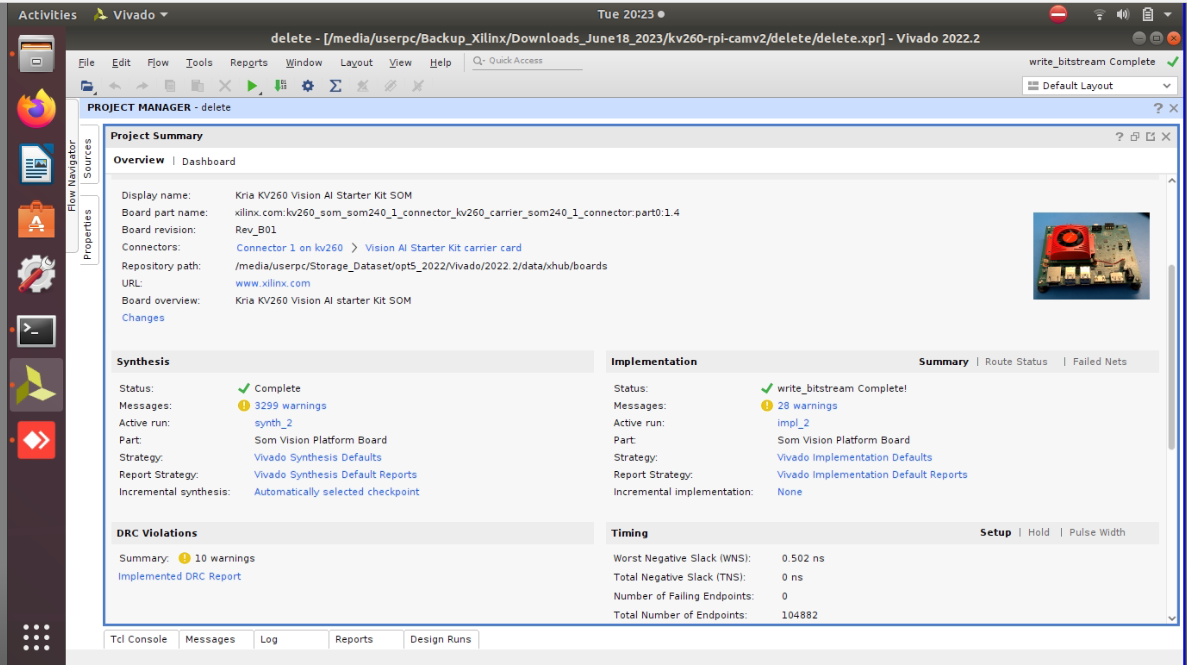 Activities Vivado Tue 20:23
delete - [/media/userpc/Backup_Xilinx/Downloads_June18_2023/kv260-rpi-camv2/delete/delete.xpr] - Vivado 2022.2
File Edit Flow Tools Reports Window Layout View Help Q- Quick Access write_bitstream Complete
Default Layout
PROJECT MANAGER - delete
Flow Navigator
Sources
Properties
Project Summary
Overview | Dashboard
Display name: Kria KV260 Vision AI Starter Kit SOM
Board part name: xilinx.com:kv260_som_som240_1_connector_kv260_carrier_som240_1_connector:part0:1.4
Board revision: Rev_B01
Connectors: Connector 1 on kv260 > Vision AI Starter Kit carrier card
Repository path: /media/userpc/Storage_Dataset/opt5_2022/Vivado/2022.2/data/xhub/boards
URL: www.xilinx.com
Board overview: Kria KV260 Vision AI starter Kit SOM
Changes
Synthesis
Status: Complete
Messages: 3299 warnings
Active run: synth_2
Part: Som Vision Platform Board
Strategy: Vivado Synthesis Defaults
Report Strategy: Vivado Synthesis Default Reports
Incremental synthesis: Automatically selected checkpoint
Implementation Summary | Route Status | Failed Nets
Status: write_bitstream Complete!
Messages: 28 warnings
Active run: impl_2
Part: Som Vision Platform Board
Strategy: Vivado Implementation Defaults
Report Strategy: Vivado Implementation Default Reports
Incremental implementation: None
DRC Violations
Summary: 10 warnings
Implemented DRC Report
Timing Setup | Hold | Pulse Width
Worst Negative Slack (WNS): 0.502 ns
Total Negative Slack (TNS): 0 ns
Number of Failing Endpoints: 0
Total Number of Endpoints: 104882
Tcl Console Messages Log Reports Design Runs